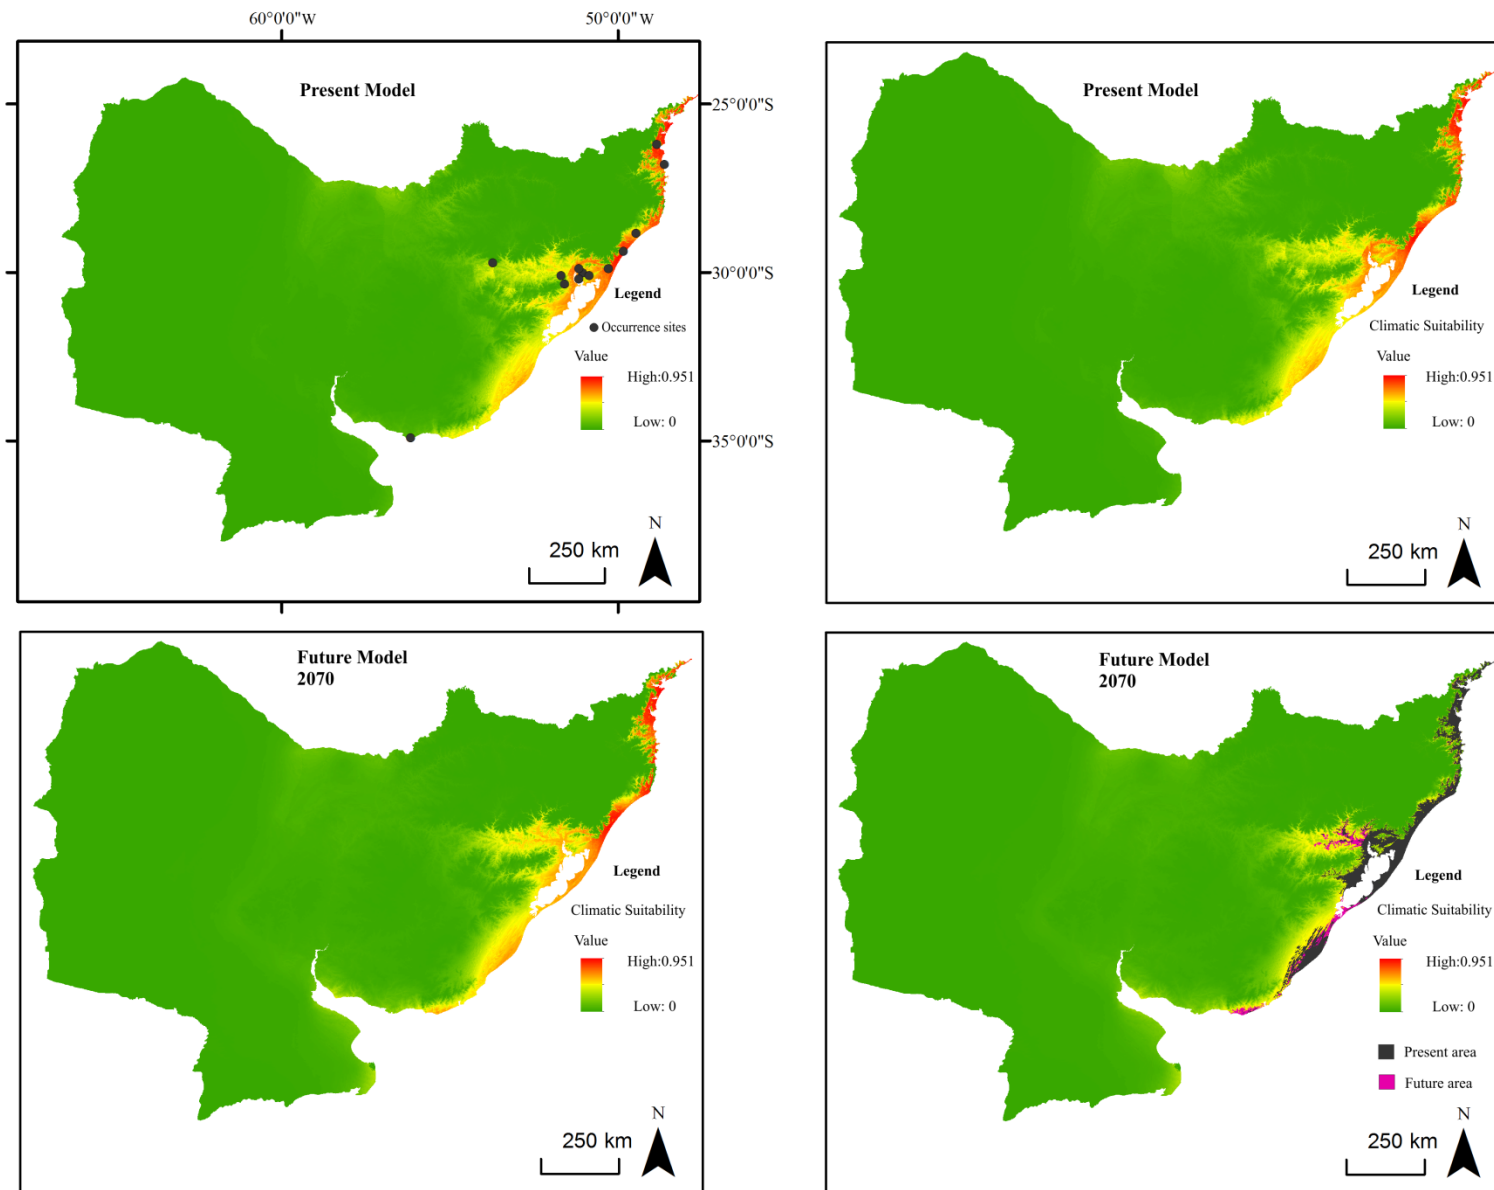 60°0'0"W
50°0'0"W
Present Model
25°0'0"S
30°0'0"S
Legend
Occurrence sites
Value
High:0.951
Low: 0
35°0'0"S
N
250 km
Present Model
Legend
Climatic Suitability
Value
High:0.951
Low: 0
N
250 km
Future Model
2070
Legend
Climatic Suitability
Value
High:0.951
Low: 0
N
250 km
Future Model
2070
Legend
Climatic Suitability
Value
High:0.951
Low: 0
Present area
Future area
N
250 km